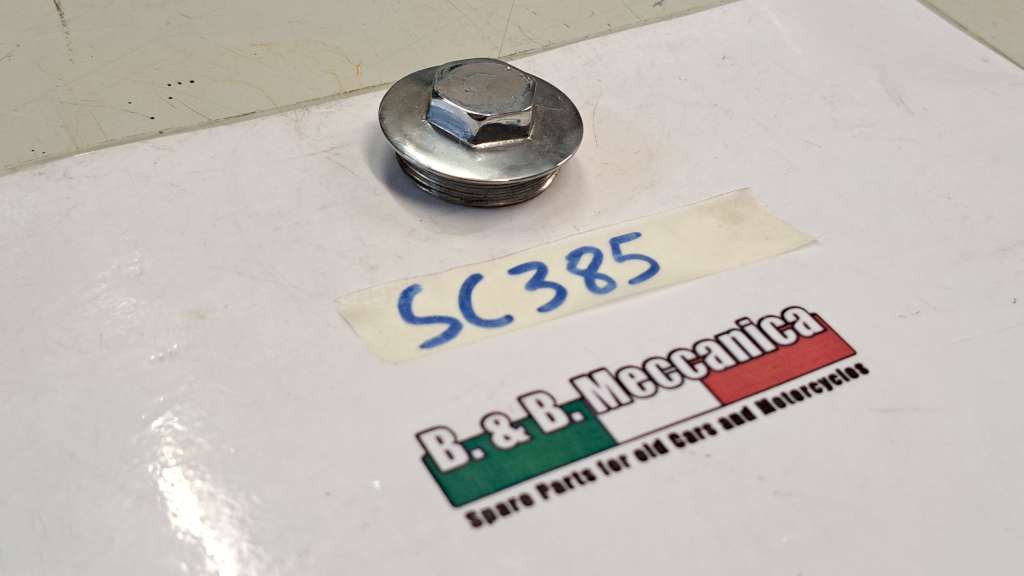 SC385
B. & B. Meccanica
Spare Parts for old Cars and Motorcycles